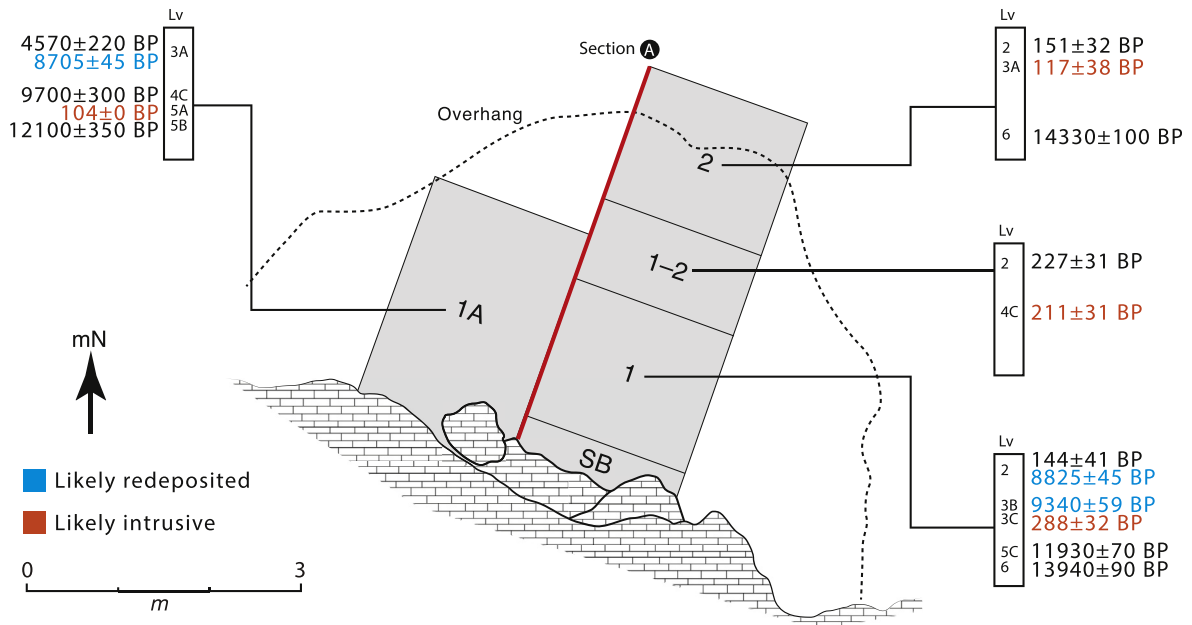 Lv
4570±220 BP
3A
8705±45 BP
9700±300 BP
4C
104±0 BP
5A
12100±350 BP
5B
Section A
Overhang
Lv
2
151±32 BP
3A
117±38 BP
6
14330±100 BP
2
1–2
1A
1
SB
Lv
2
227±31 BP
4C
211±31 BP
Lv
144±41 BP
2
8825±45 BP
3B
9340±59 BP
3C
288±32 BP
5C
11930±70 BP
6
13940±90 BP
mN
Likely redeposited
Likely intrusive
0
3
m